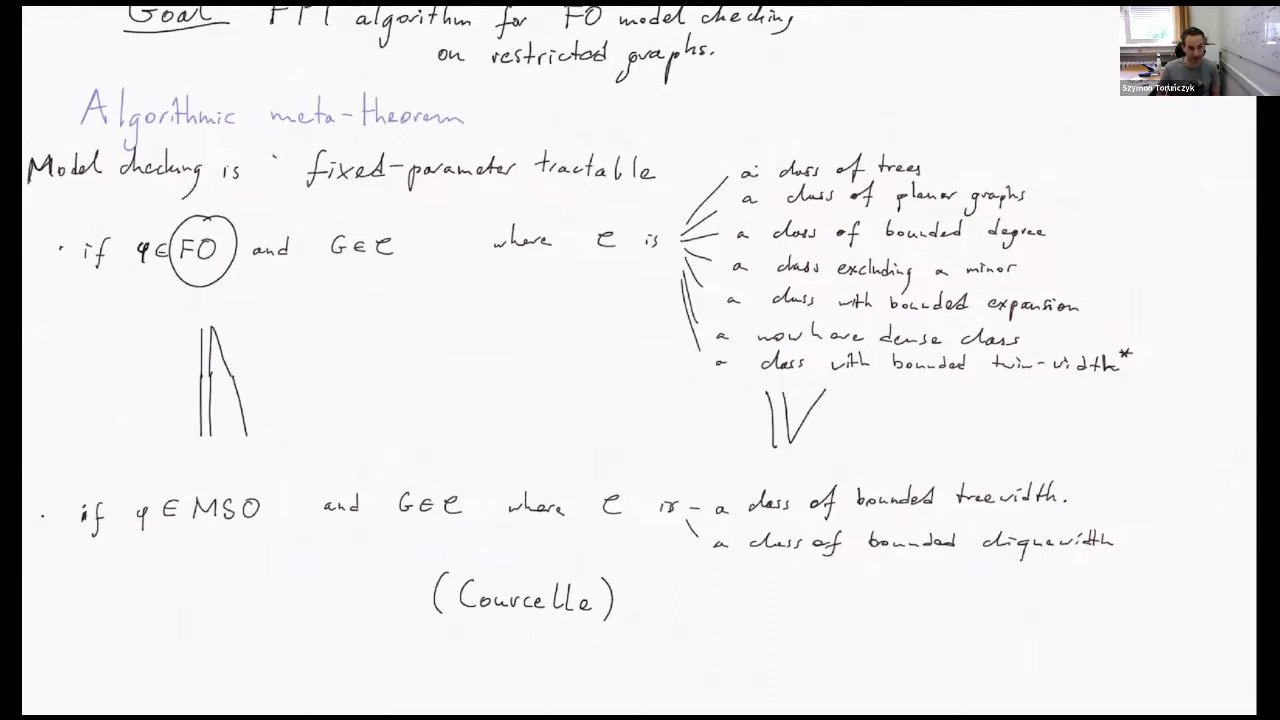 Goal FPT algorithm for FO model checking
on restricted graphs.
Szymon Toruńczyk
Algorithmic meta-theorem
Model checking is fixed-parameter tractable
· if φ ∈ FO and G ∈ C where C is
a class of trees
a class of planar graphs
a class of bounded degree
a class excluding a minor
a class with bounded expansion
a nowhere dense class
a class with bounded twin-width*
· if φ ∈ MSO and G ∈ C where C is - a class of bounded treewidth.
a class of bounded cliquewidth
(Courcelle)